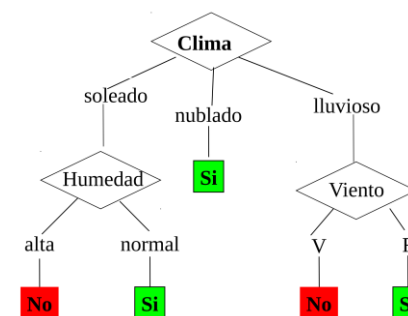 Clima
soleado
nublado
lluvioso
Humedad
Si
Viento
alta
normal
V
No
Si
No